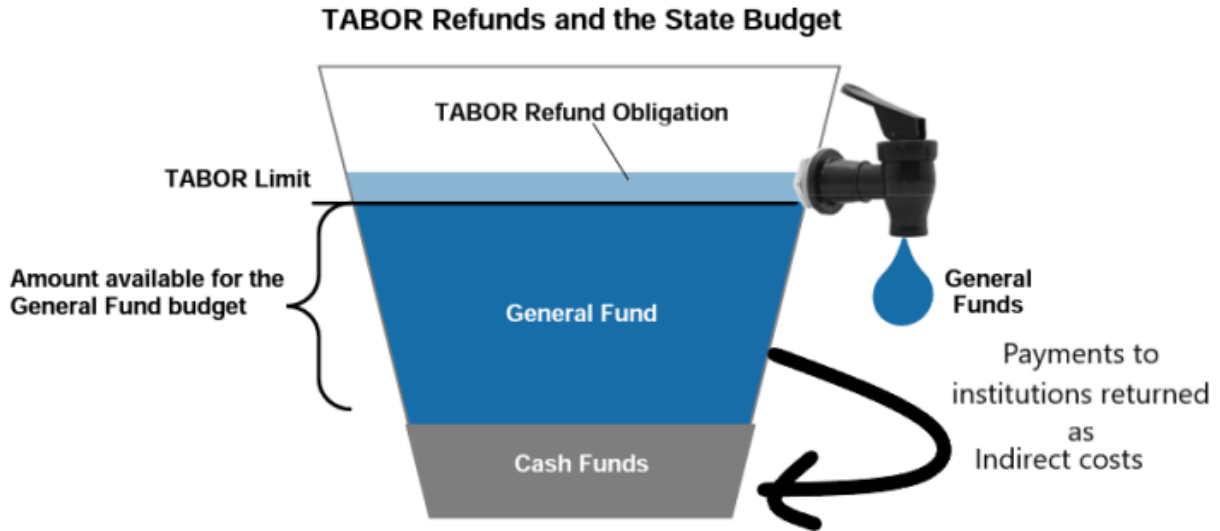 TABOR Refunds and the State Budget
TABOR Refund Obligation
TABOR Limit
Amount available for the
General Fund budget
General Fund
General
Funds
Payments to
institutions returned
as
Indirect costs
Cash Funds